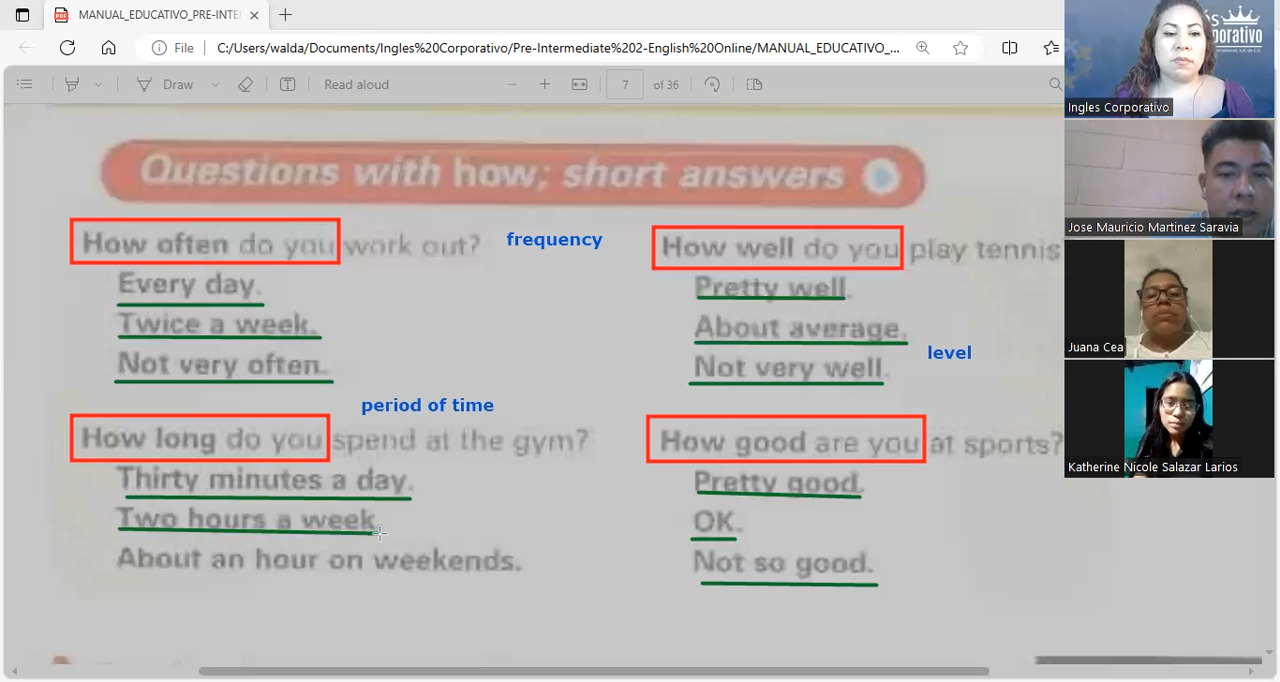 MANUAL_EDUCATIVO_PRE-INTE
File
C:/Users/walda/Documents/Ingles%20Corporativo/Pre-Intermediate%202-English%20Online/MANUAL_EDUCATIVO_...
Draw
Read aloud
7 of 36
Questions with how; short answers
How often do you work out?
frequency
Every day.
Twice a week.
Not very often.
How long do you spend at the gym?
period of time
Thirty minutes a day.
Two hours a week.
About an hour on weekends.
How well do you play tennis
Pretty well.
About average.
Not very well.
level
How good are you at sports?
Pretty good.
OK.
Not so good.
Ingles Corporativo
Jose Mauricio Martinez Saravia
Juana Cea
Katherine Nicole Salazar Larios